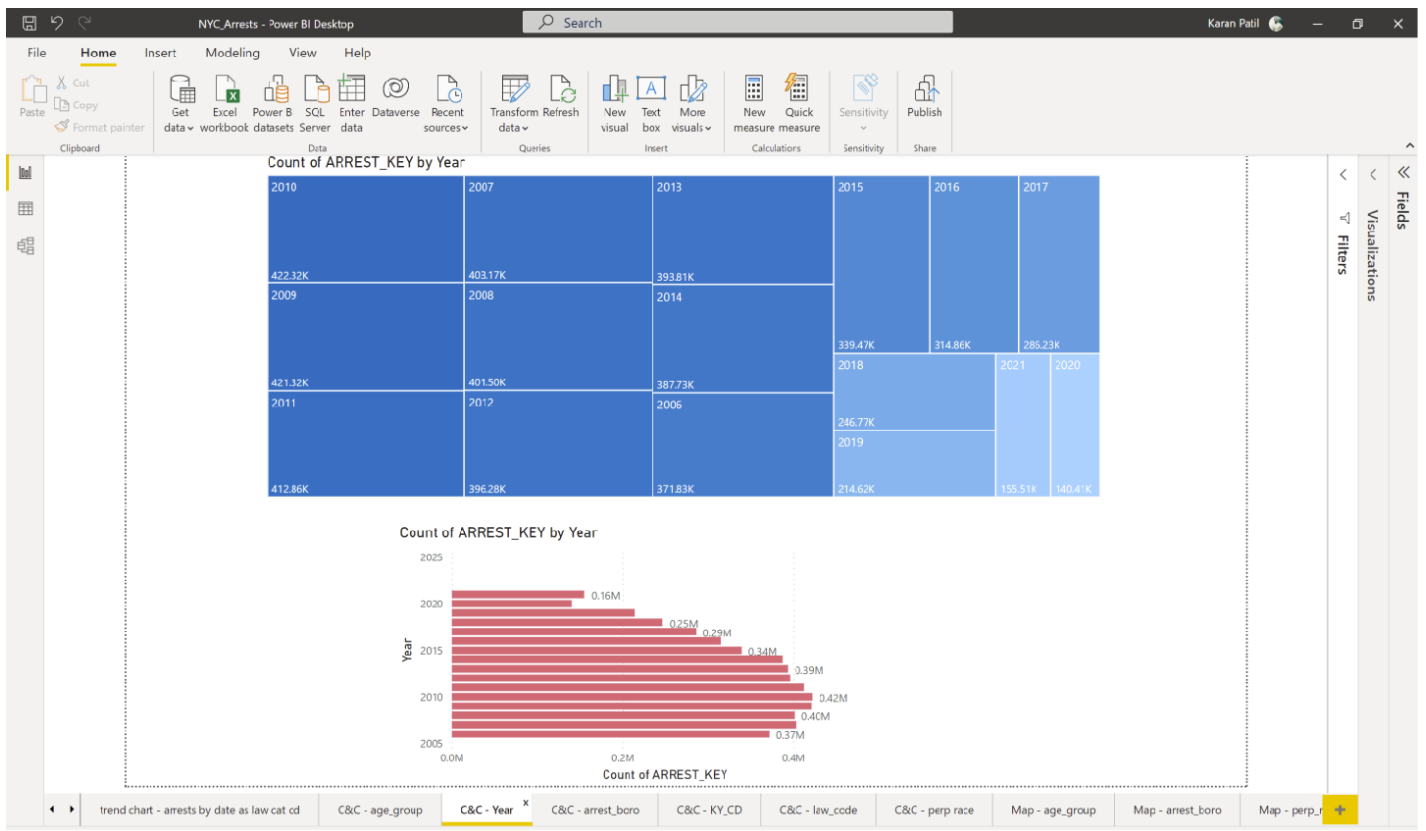 NYC_Arrests - Power BI Desktop
Search
Karan Patil
File Home Insert Modeling View Help
Paste
Cut
Copy
Format painter
Clipboard
Get data
Excel workbook
Power B datasets
SQL Server
Enter data
Dataverse
Recent sources
Data
Transform data
Refresh
Queries
New visual
Text box
More visuals
Insert
New measure
Quick measure
Calculations
Sensitivity
Sensitivity
Publish
Share
Count of ARREST_KEY by Year
2010
422.32K
2007
403.17K
2013
393.81K
2015
339.47K
2016
314.86K
2017
2009
421.32K
2008
401.50K
2014
387.73K
2018
246.77K
2021
155.51K
2020
140.41K
2011
412.86K
2012
396.28K
2006
371.83K
2019
214.62K
Count of ARREST_KEY by Year
Year
2025
2020
2015
2010
2005
0.16M
0.25M
0.29M
0.34M
0.39M
0.42M
0.40M
0.37M
0.0M 0.2M 0.4M
Count of ARREST_KEY
Filters
Visualizations
Fields
trend chart - arrests by date as law cat cd
C&C - age_group
C&C - Year
x
C&C - arrest_boro
C&C - KY_CD
C&C - law_code
C&C - perp race
Map - age_group
Map - arrest_boro
Map - perp_r